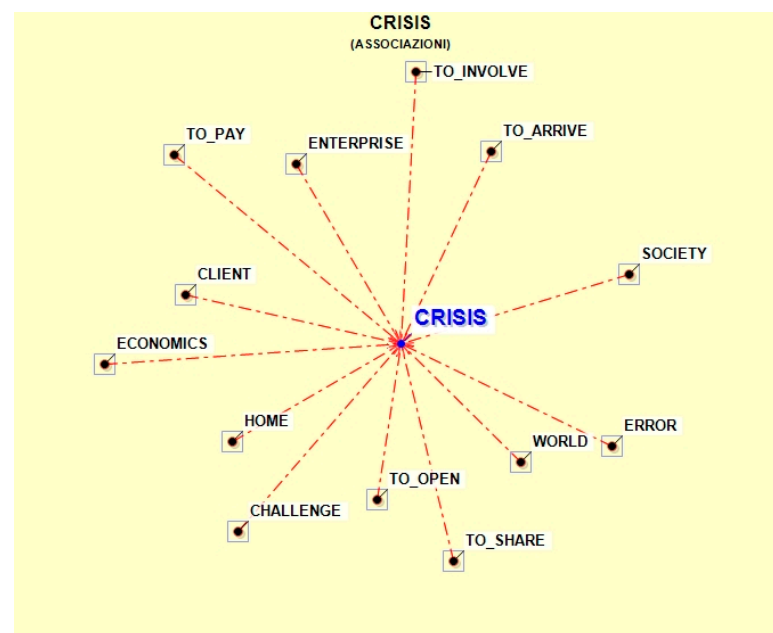 CRISIS
(ASSOCIAZIONI)
TO_INVOLVE
TO_PAY
ENTERPRISE
TO_ARRIVE
SOCIETY
CLIENT
CRISIS
ECONOMICS
HOME
WORLD
ERROR
TO_OPEN
CHALLENGE
TO_SHARE